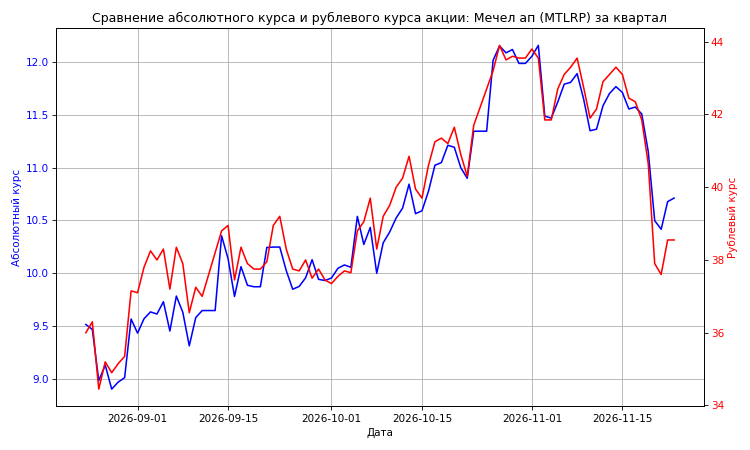 Сравнение абсолютного курса и рублевого курса акции: Мечел ап (MTLRP) за квартал
12.0
11.5
11.0
10.5
10.0
9.5
9.0
Абсолютный курс
44
42
40
38
36
34
Рублевый курс
2026-09-01 2026-09-15 2026-10-01 2026-10-15 2026-11-01 2026-11-15
Дата